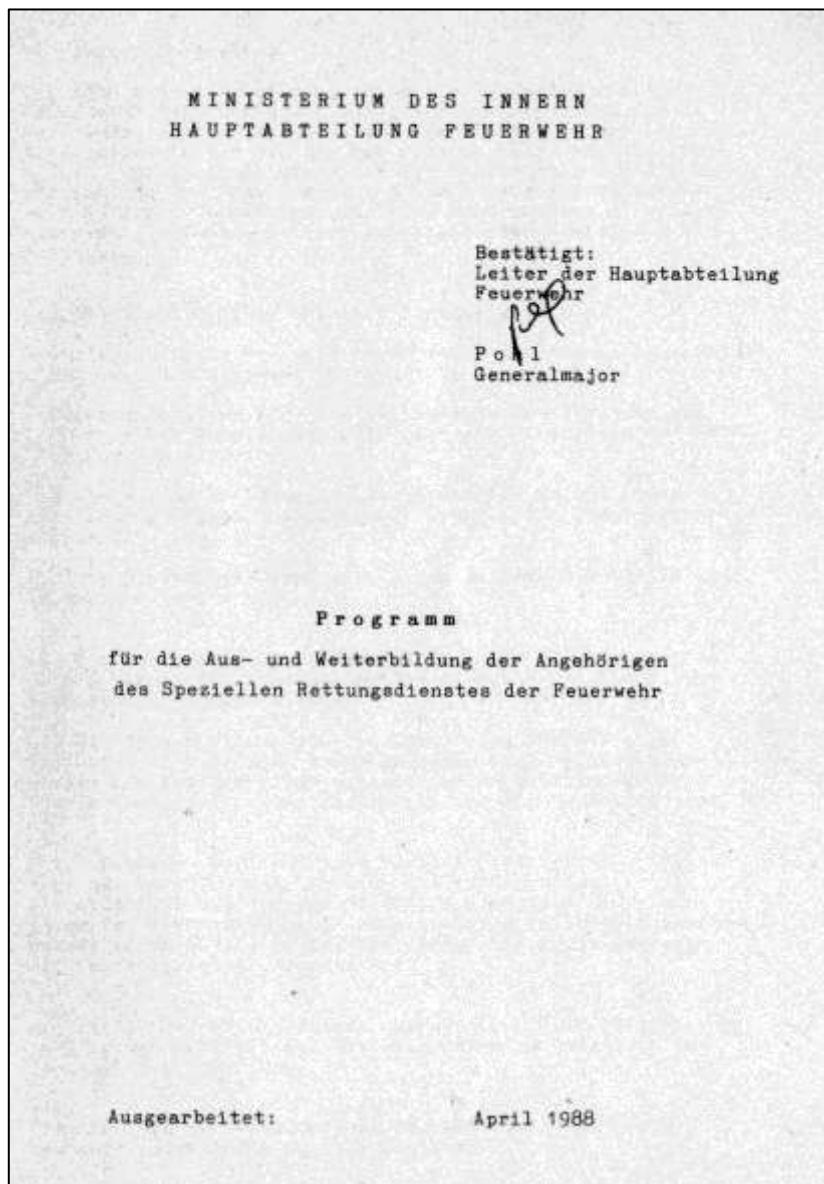 MINISTERIUM DES INNERN
HAUPTABTEILUNG FEUERWEHR
Bestätigt:
Leiter der Hauptabteilung
Feuerwehr
Pohl
Generalmajor
Programm
für die Aus- und Weiterbildung der Angehörigen
des Speziellen Rettungsdienstes der Feuerwehr
Ausgearbeitet: April 1988